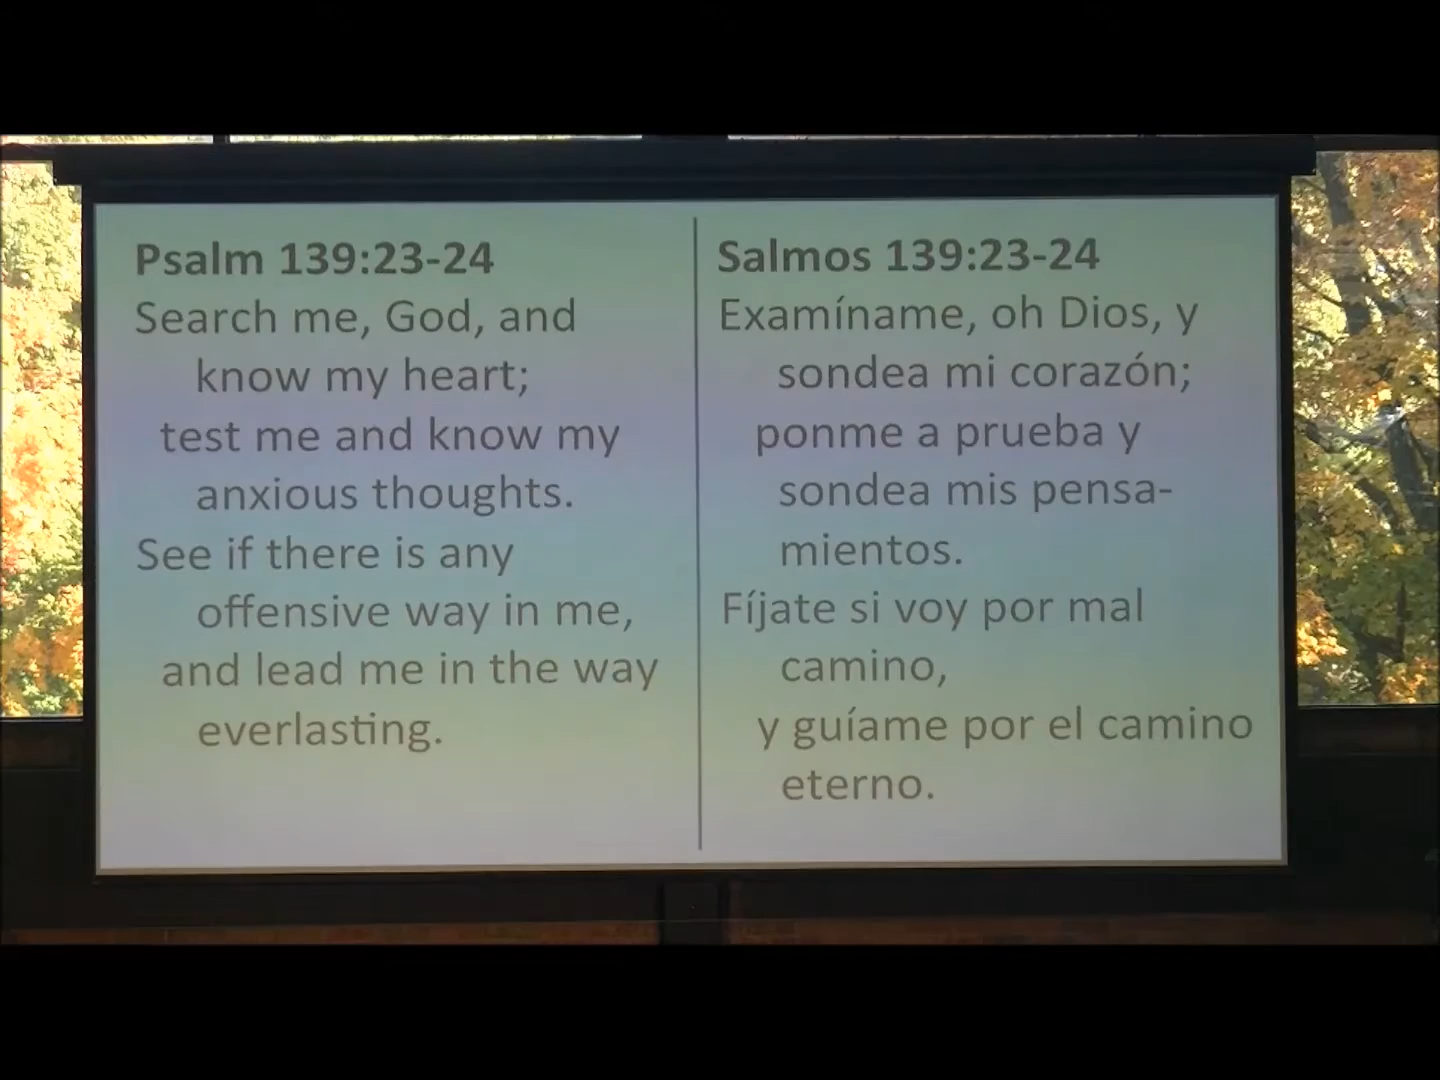 Psalm 139:23-24
Search me, God, and
know my heart;
test me and know my
anxious thoughts.
See if there is any
offensive way in me,
and lead me in the way
everlasting.
Salmos 139:23-24
Examíname, oh Dios, y
sondea mi corazón;
ponme a prueba y
sondea mis pensa-
mientos.
Fíjate si voy por mal
camino,
y guíame por el camino
eterno.